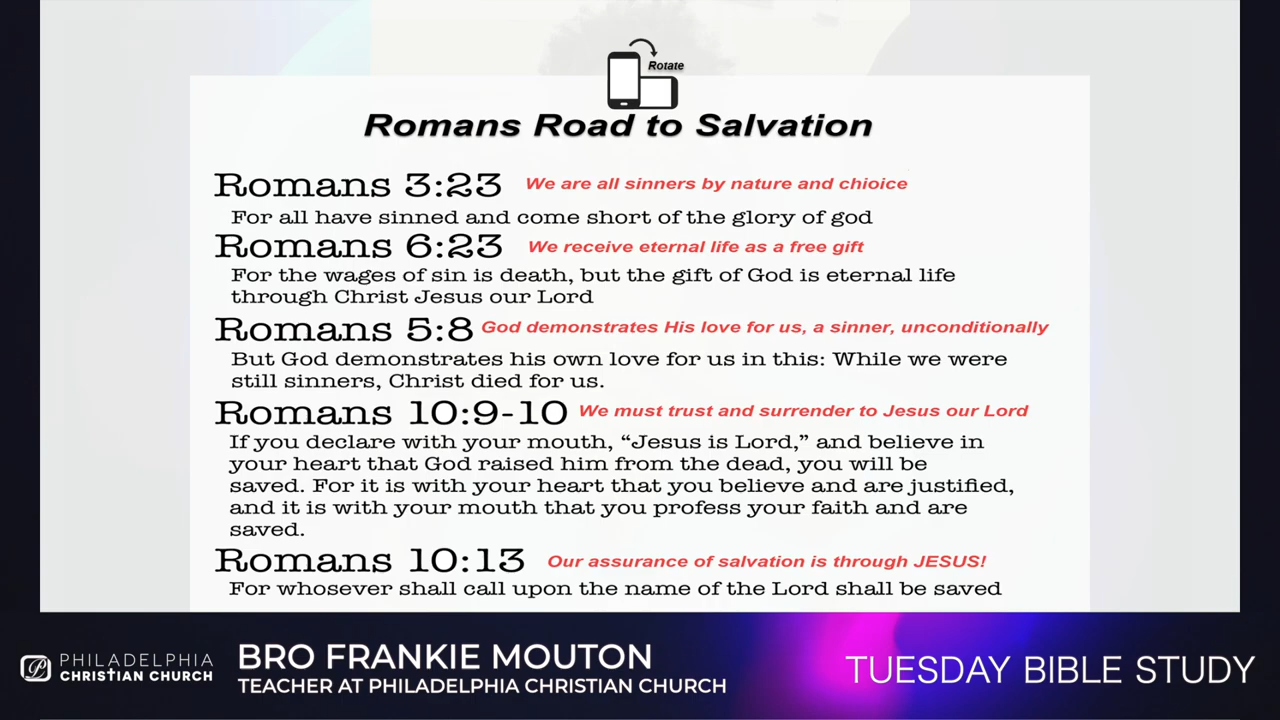 Rotate
Romans Road to Salvation
Romans 3:23 We are all sinners by nature and chioice
For all have sinned and come short of the glory of god
Romans 6:23 We receive eternal life as a free gift
For the wages of sin is death, but the gift of God is eternal life
through Christ Jesus our Lord
Romans 5:8 God demonstrates His love for us, a sinner, unconditionally
But God demonstrates his own love for us in this: While we were
still sinners, Christ died for us.
Romans 10:9-10 We must trust and surrender to Jesus our Lord
If you declare with your mouth, “Jesus is Lord,” and believe in
your heart that God raised him from the dead, you will be
saved. For it is with your heart that you believe and are justified,
and it is with your mouth that you profess your faith and are
saved.
Romans 10:13 Our assurance of salvation is through JESUS!
For whosever shall call upon the name of the Lord shall be saved
PHILADELPHIA
CHRISTIAN CHURCH
BRO FRANKIE MOUTON
TEACHER AT PHILADELPHIA CHRISTIAN CHURCH
TUESDAY BIBLE STUDY